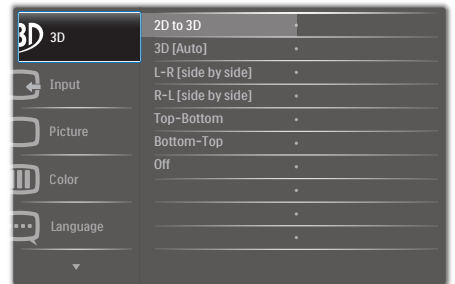 3D 3D
Input
Picture
Color
Language
2D to 3D
3D [Auto]
L-R [side by side]
R-L [side by side]
Top-Bottom
Bottom-Top
Off